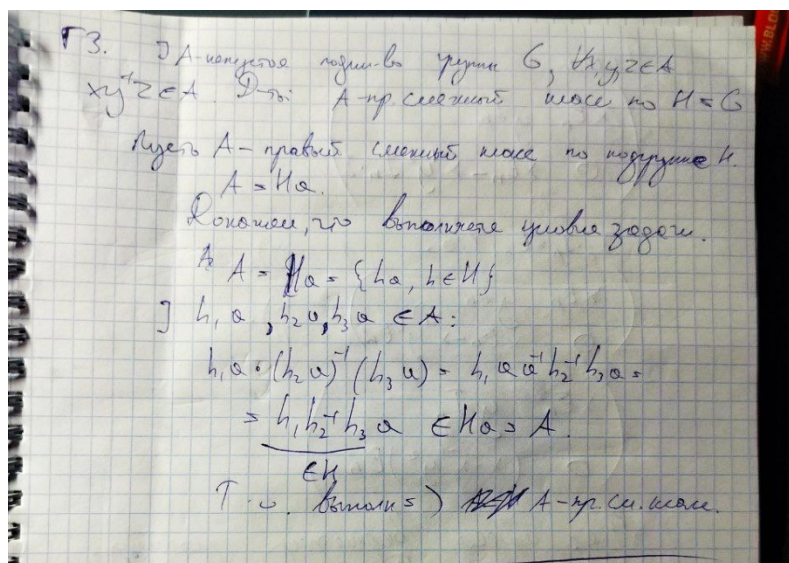 Г3. ] A-непустое подмн-во группы G, ∀x,y,z∈A
xy⁻¹z∈A. Д-ть: A-пр.смежный класс по H≤G
Пусть A – правый смежный класс по подгруппе H.
A = Ha.
Докажем, что выполняется условие задачи.
A = Ha = {ha, h∈H}
] h₁a, h₂a, h₃a ∈ A:
h₁a·(h₂a)⁻¹(h₃a) = h₁aa⁻¹h₂⁻¹h₃a=
= h₁h₂⁻¹h₃a ∈Ha=A.
∈H
выполн ⇒ A-пр.см.класс.